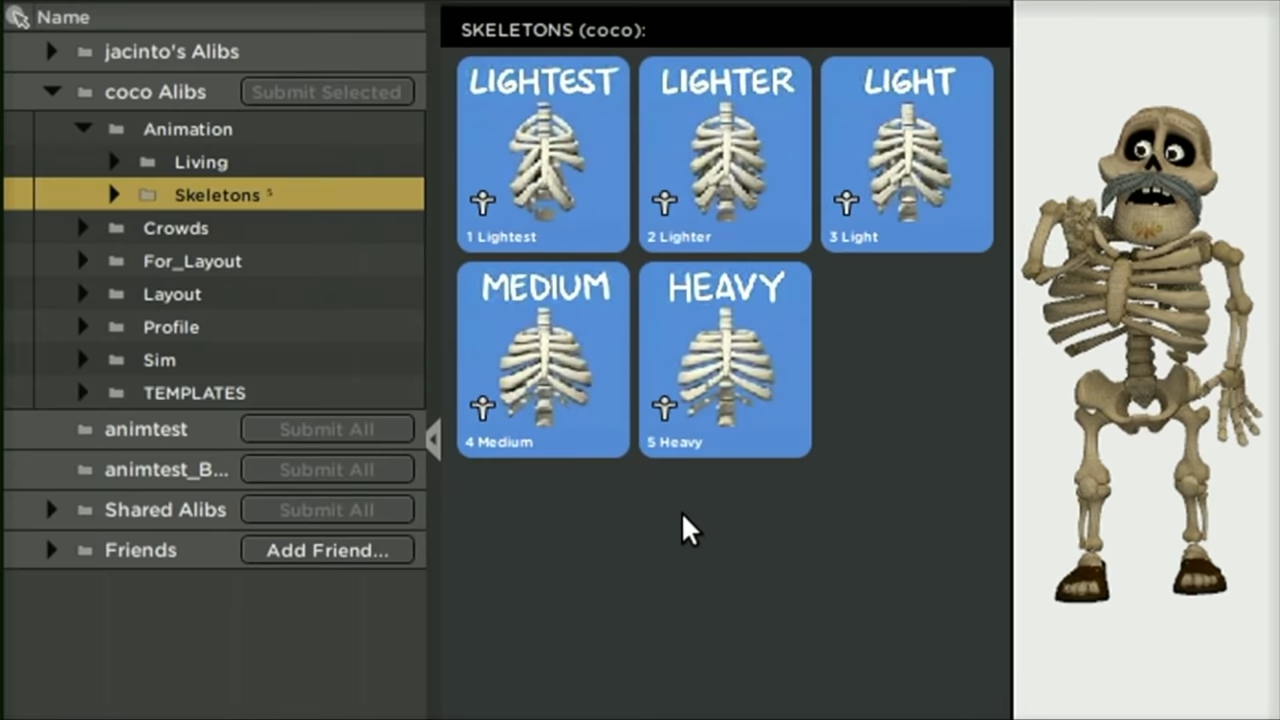 Name
jacinto's Alibs
coco Alibs
Submit Selected
Animation
Living
Skeletons 5
Crowds
For_Layout
Layout
Profile
Sim
TEMPLATES
animtest
Submit All
animtest_B...
Submit All
Shared Alibs
Submit All
Friends
Add Friend...
SKELETONS (coco):
LIGHTEST
1 Lightest
LIGHTER
2 Lighter
LIGHT
3 Light
MEDIUM
4 Medium
HEAVY
5 Heavy